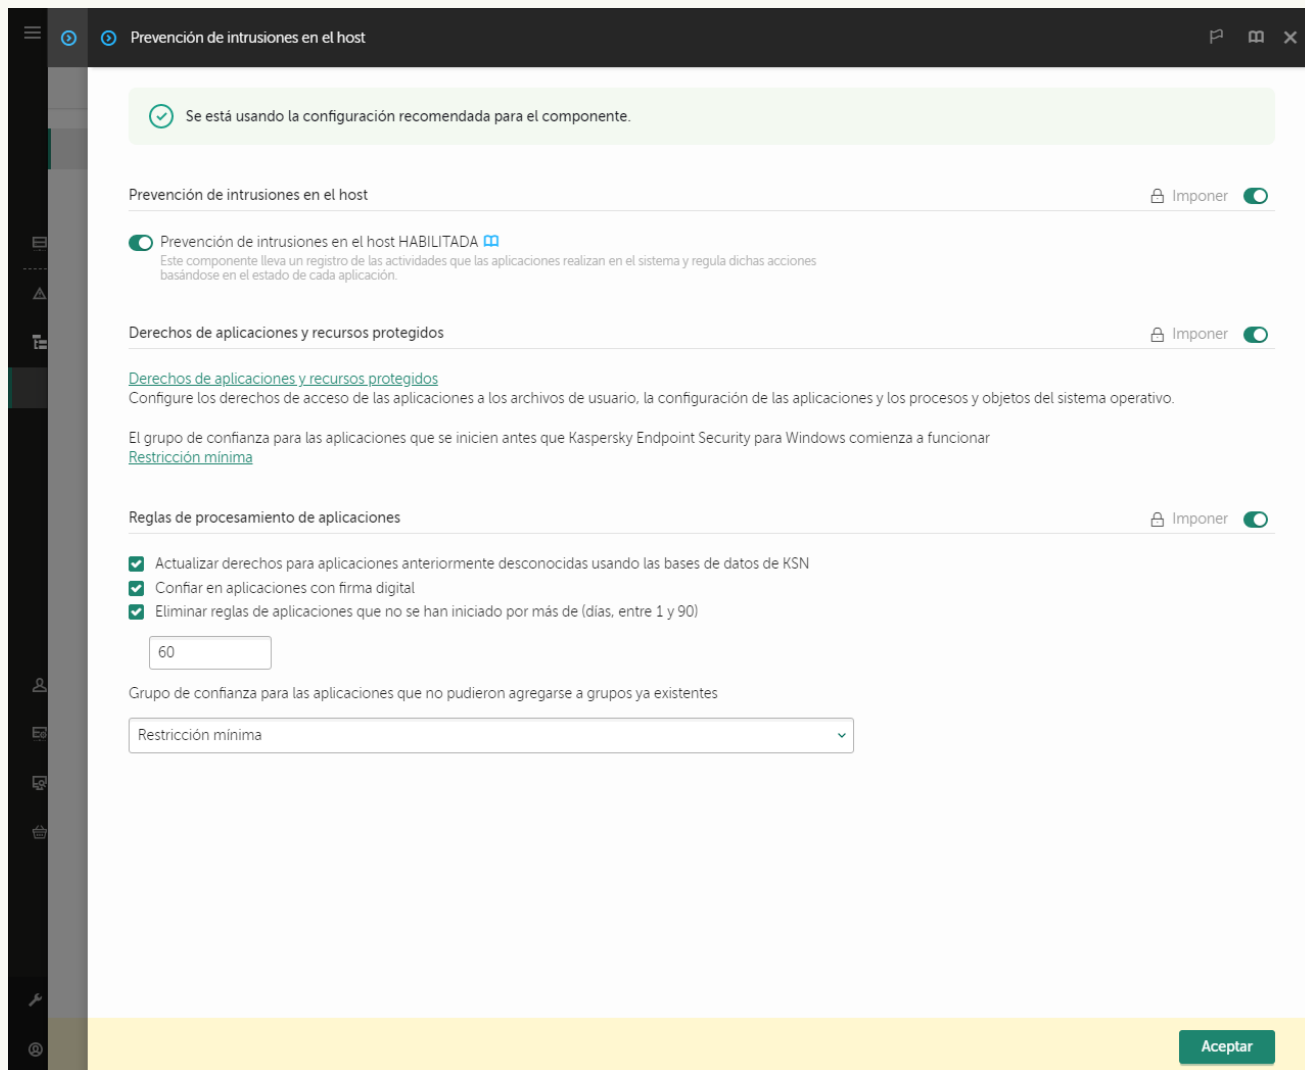 Prevención de intrusiones en el host
Se está usando la configuración recomendada para el componente.
Prevención de intrusiones en el host
Imponer
Prevención de intrusiones en el host HABILITADA
Este componente lleva un registro de las actividades que las aplicaciones realizan en el sistema y regula dichas acciones
basándose en el estado de cada aplicación.
Derechos de aplicaciones y recursos protegidos
Imponer
Derechos de aplicaciones y recursos protegidos
Configure los derechos de acceso de las aplicaciones a los archivos de usuario, la configuración de las aplicaciones y los procesos y objetos del sistema operativo.
El grupo de confianza para las aplicaciones que se inicien antes que Kaspersky Endpoint Security para Windows comienza a funcionar
Restricción mínima
Reglas de procesamiento de aplicaciones
Imponer
Actualizar derechos para aplicaciones anteriormente desconocidas usando las bases de datos de KSN
Confiar en aplicaciones con firma digital
Eliminar reglas de aplicaciones que no se han iniciado por más de (días, entre 1 y 90)
60
Grupo de confianza para las aplicaciones que no pudieron agregarse a grupos ya existentes
Restricción mínima
Aceptar